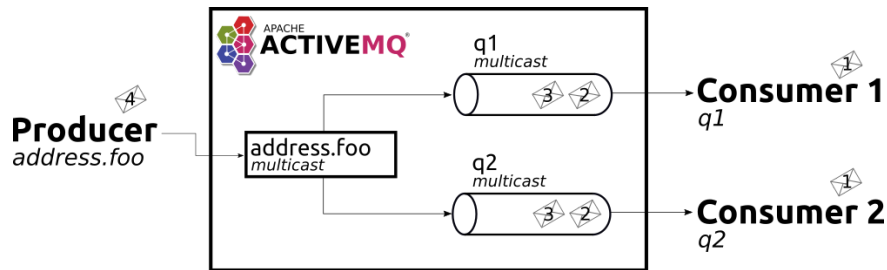 APACHE
ACTIVEMQ®
4
Producer
address.foo
address.foo
multicast
q1
multicast
3 2
q2
multicast
3 2
1
Consumer 1
q1
1
Consumer 2
q2